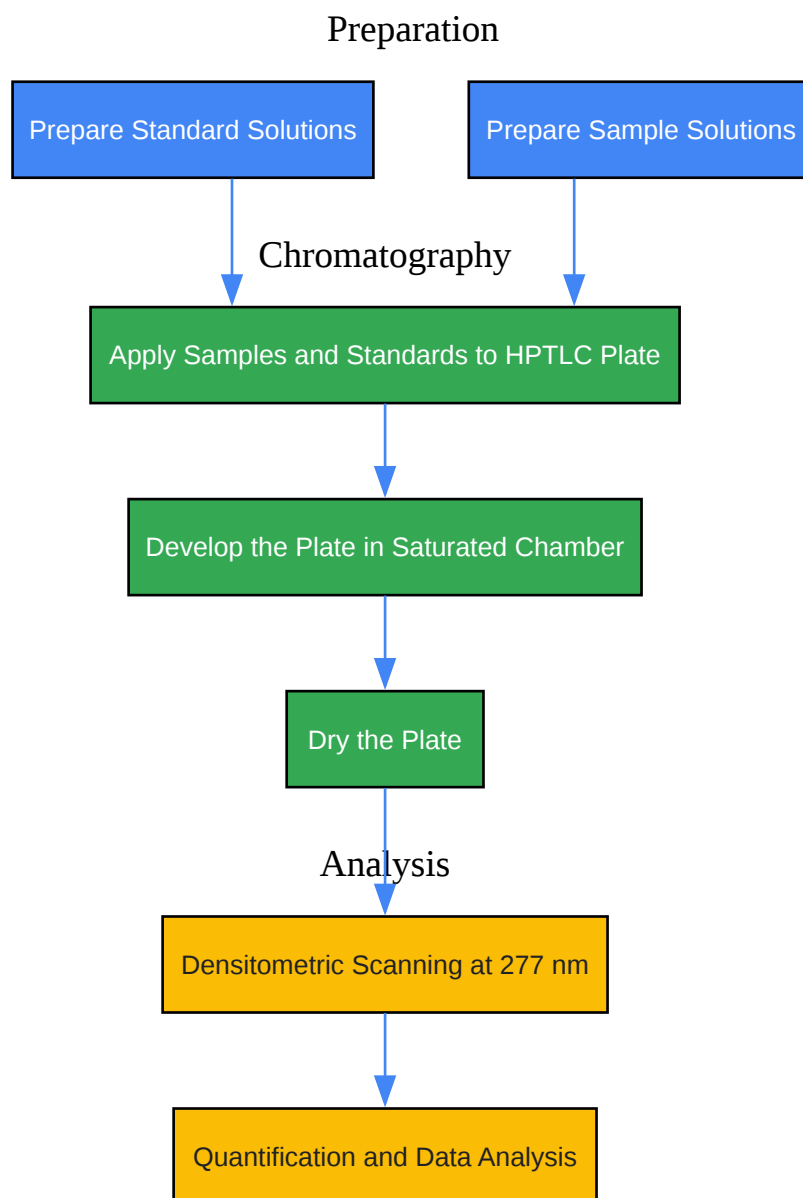 Preparation
Prepare Standard Solutions
Prepare Sample Solutions
Chromatography
Apply Samples and Standards to HPTLC Plate
Develop the Plate in Saturated Chamber
Dry the Plate
Analysis
Densitometric Scanning at 277 nm
Quantification and Data Analysis